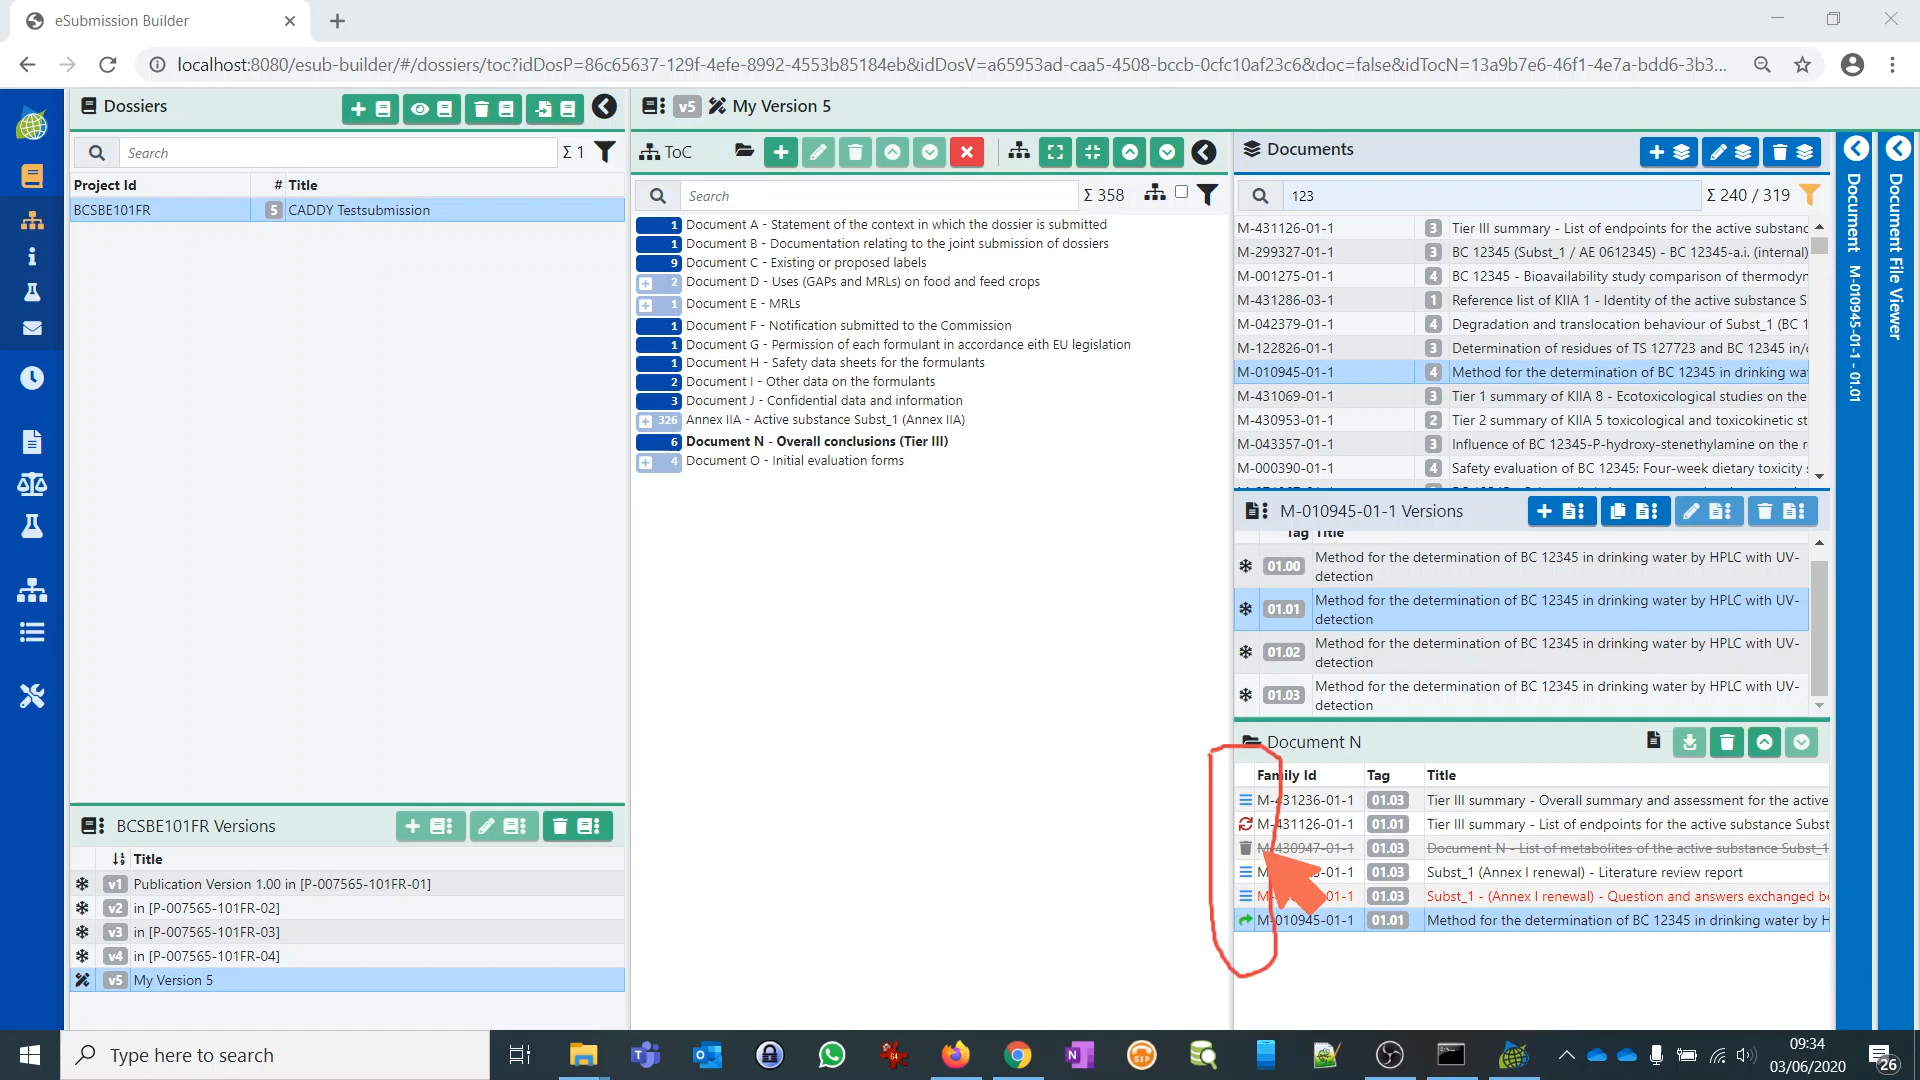 eSubmission Builder
localhost:8080/esub-builder/#/dossiers/toc?idDosP=86c65637-129f-4efe-8992-4553b85184eb&idDosV=a65953ad-caa5-4508-bccb-0cfc10af23c6&doc=false&idTocN=13a9b7e6-46f1-4e7a-bdd6-3b3...
Dossiers
Search
Σ 1
Project Id # Title
BCSBE101FR 5 CADDY Testsubmission
BCSBE101FR Versions
Title
v1 Publication Version 1.00 in [P-007565-101FR-01]
v2 in [P-007565-101FR-02]
v3 in [P-007565-101FR-03]
v4 in [P-007565-101FR-04]
v5 My Version 5
v5 My Version 5
ToC
Search
Σ 358
1 Document A - Statement of the context in which the dossier is submitted
1 Document B - Documentation relating to the joint submission of dossiers
9 Document C - Existing or proposed labels
2 Document D - Uses (GAPs and MRLs) on food and feed crops
1 Document E - MRLs
1 Document F - Notification submitted to the Commission
1 Document G - Permission of each formulant in accordance eith EU legislation
1 Document H - Safety data sheets for the formulants
2 Document I - Other data on the formulants
3 Document J - Confidential data and information
326 Annex IIA - Active substance Subst_1 (Annex IIA)
6 Document N - Overall conclusions (Tier III)
4 Document O - Initial evaluation forms
Documents
123
Σ 240 / 319
M-431126-01-1 3 Tier III summary - List of endpoints for the active substanc
M-299327-01-1 3 BC 12345 (Subst_1 / AE 0612345) - BC 12345-a.i. (internal)
M-001275-01-1 4 BC 12345 - Bioavailability study comparison of thermodyn
M-431286-03-1 1 Reference list of KIIA 1 - Identity of the active substance S
M-042379-01-1 4 Degradation and translocation behaviour of Subst_1 (BC 1
M-122826-01-1 3 Determination of residues of TS 127723 and BC 12345 in/o
M-010945-01-1 4 Method for the determination of BC 12345 in drinking wa
M-431069-01-1 3 Tier 1 summary of KIIA 8 - Ecotoxicological studies on the
M-430953-01-1 2 Tier 2 summary of KIIA 5 toxicological and toxicokinetic st
M-043357-01-1 3 Influence of BC 12345-P-hydroxy-stenethylamine on the r
M-000390-01-1 4 Safety evaluation of BC 12345: Four-week dietary toxicity
M-010945-01-1 Versions
Tag Title
01.00 Method for the determination of BC 12345 in drinking water by HPLC with UV-
detection
01.01 Method for the determination of BC 12345 in drinking water by HPLC with UV-
detection
01.02 Method for the determination of BC 12345 in drinking water by HPLC with UV-
detection
01.03 Method for the determination of BC 12345 in drinking water by HPLC with UV-
detection
Document N
Family Id Tag Title
M-431236-01-1 01.03 Tier III summary - Overall summary and assessment for the active
M-431126-01-1 01.01 Tier III summary - List of endpoints for the active substance Subst
M-430947-01-1 01.03 Document N - List of metabolites of the active substance Subst_1
01.03 Subst_1 (Annex I renewal) - Literature review report
01.03 Subst_1 - (Annex I renewal) - Question and answers exchanged be
M-010945-01-1 01.01 Method for the determination of BC 12345 in drinking water by H
Document M-010945-01-1 - 01.01
Document File Viewer
Type here to search
09:34
03/06/2020
26